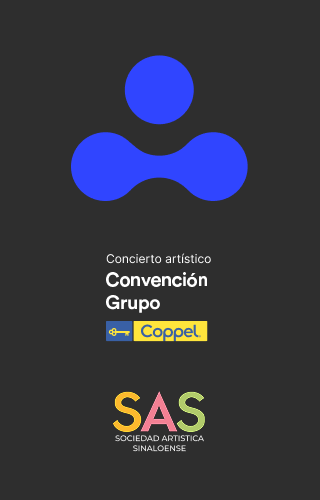 Concierto artístico
Convención
Grupo
Coppel
SAS
SOCIEDAD ARTISTICA
SINALOENSE